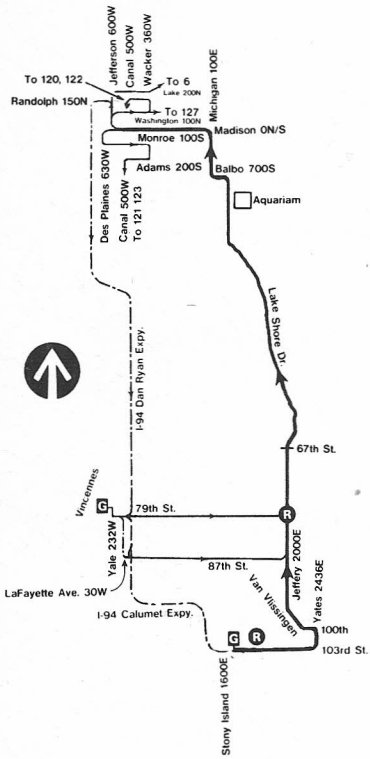 Jefferson 600W
Canal 500W
Wacker 360W
To 120, 122
To 6
Lake 200N
Randolph 150N
To 127
Washington 100N
Michigan 100E
Madison 0N/S
Monroe 100S
Adams 200S
Balbo 700S
Des Plaines 630W
Canal 500W
To 121 123
Aquariam
Lake Shore Dr.
I-94 Dan Ryan Expy.
67th St.
G
Vincennes
79th St.
R
Yale 232W
87th St.
Jeffery 2000E
LaFayette Ave. 30W
Van Vlissingen
Yates 2436E
I-94 Calumet Expy.
100th
G
R
103rd St.
Stony Island 1600E